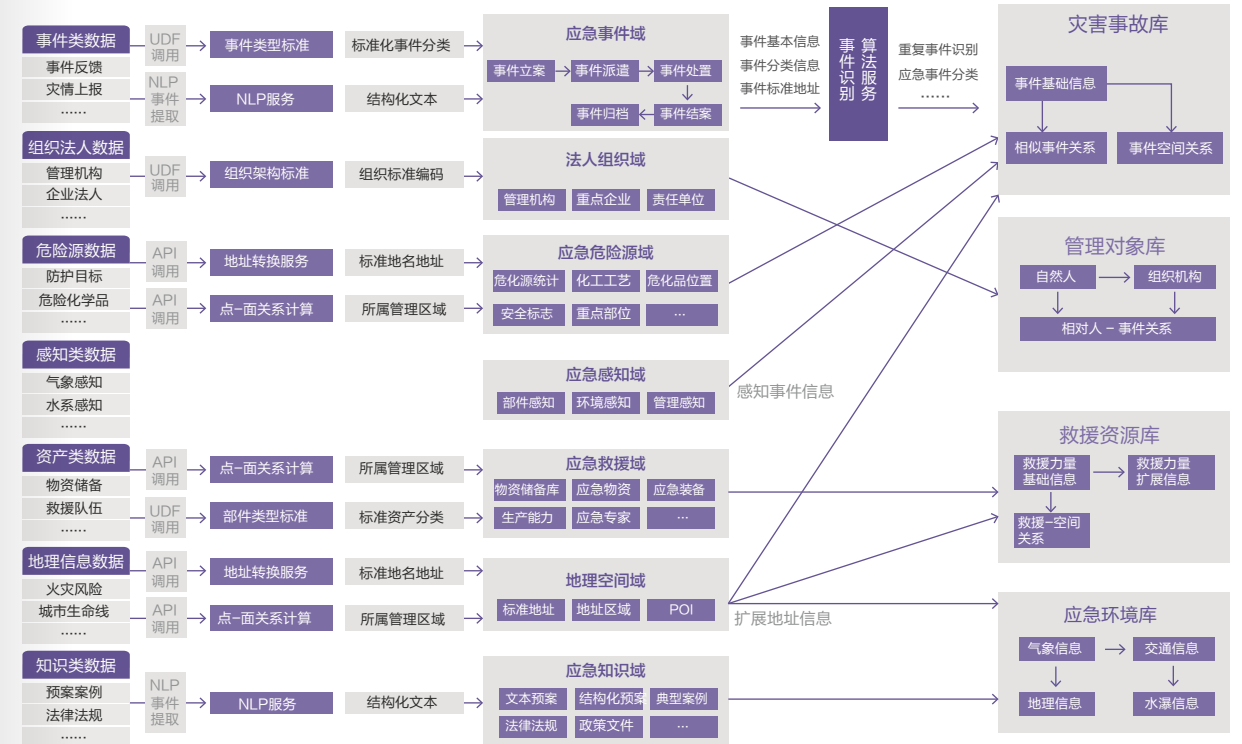 事件类数据
事件反馈
灾情上报
……
UDF
调用
NLP
事件
提取
事件类型标准
NLP服务
标准化事件分类
结构化文本
应急事件域
事件立案
事件派遣
事件处置
事件归档
事件结案
事件基本信息
事件分类信息
事件标准地址
算法服务
事件识别
重复事件识别
应急事件分类
……
灾害事故库
事件基础信息
相似事件关系
事件空间关系
组织法人数据
管理机构
企业法人
……
UDF
调用
组织架构标准
组织标准编码
法人组织域
管理机构
重点企业
责任单位
管理对象库
自然人
组织机构
相对人－事件关系
危险源数据
防护目标
危险化学品
……
API
调用
API
调用
地址转换服务
点-面关系计算
标准地名地址
所属管理区域
应急危险源域
危化源统计
化工工艺
危化品位置
安全标志
重点部位
…
感知类数据
气象感知
水系感知
……
应急感知域
部件感知
环境感知
管理感知
感知事件信息
资产类数据
物资储备
救援队伍
……
API
调用
UDF
调用
点-面关系计算
部件类型标准
所属管理区域
标准资产分类
应急救援域
物资储备库
应急物资
应急装备
生产能力
应急专家
…
救援资源库
救援力量
基础信息
救援力量
扩展信息
救援-空间
关系
地理信息数据
火灾风险
城市生命线
……
API
调用
API
调用
地址转换服务
点-面关系计算
标准地名地址
所属管理区域
地理空间域
标准地址
地址区域
POI
扩展地址信息
应急环境库
气象信息
交通信息
地理信息
水瀑信息
知识类数据
预案案例
法律法规
……
NLP
事件
提取
NLP服务
结构化文本
应急知识域
文本预案
结构化预案
典型案例
法律法规
政策文件
…